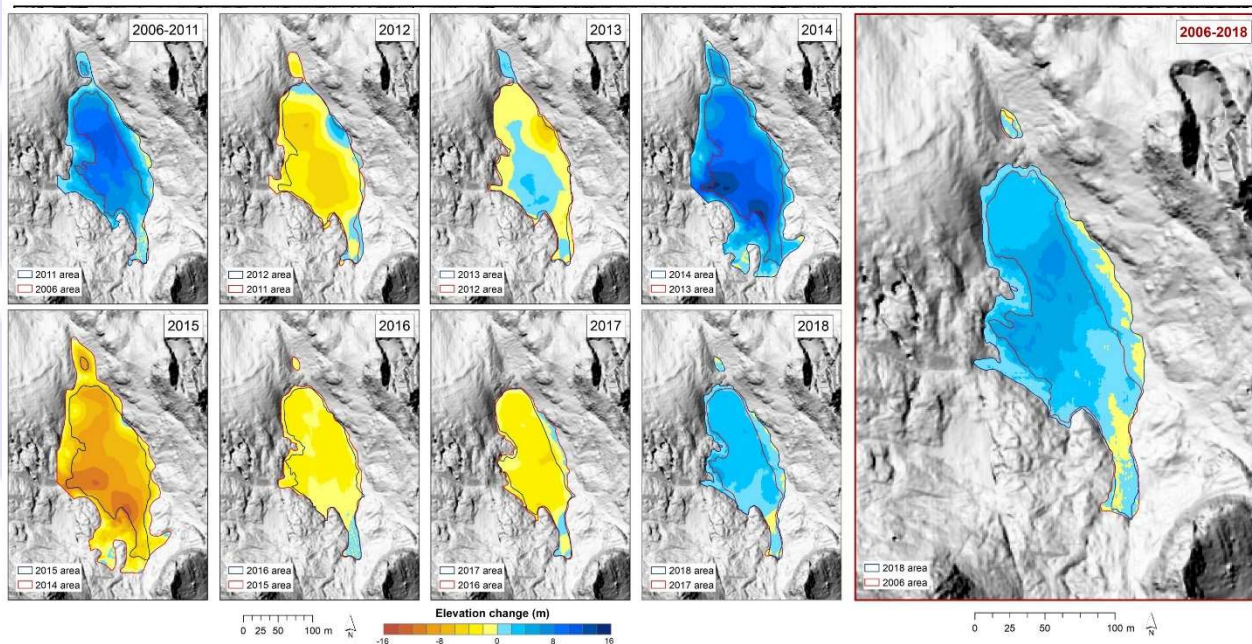 2006-2011
2012
2013
2014
2006-2018
2011 area
2006 area
2012 area
2011 area
2013 area
2012 area
2014 area
2013 area
2015
2016
2017
2018
2015 area
2014 area
2016 area
2015 area
2017 area
2016 area
2018 area
2017 area
2018 area
2006 area
0 25 50 100 m
N
Elevation change (m)
-16 -8 0 8 16
0 25 50 100 m
N